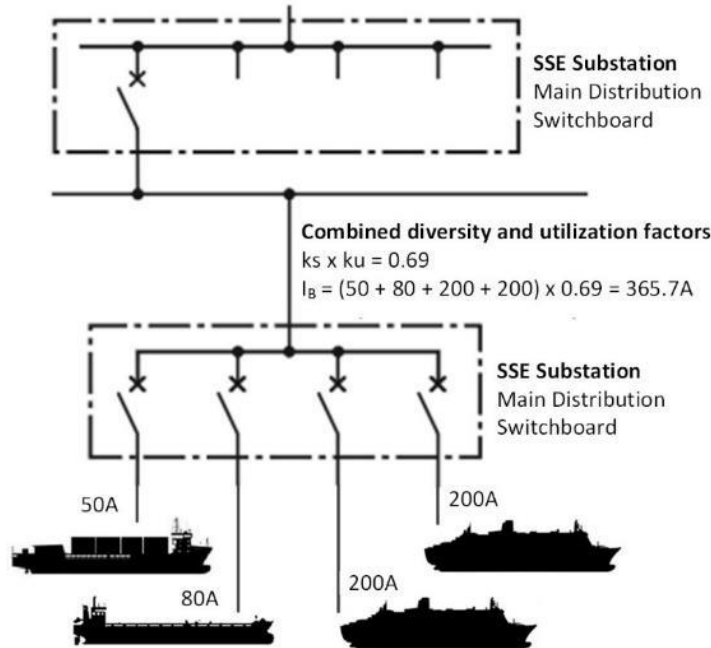 SSE Substation
Main Distribution
Switchboard
Combined diversity and utilization factors
ks x ku = 0.69
I_B = (50 + 80 + 200 + 200) x 0.69 = 365.7A
SSE Substation
Main Distribution
Switchboard
50A
200A
80A
200A